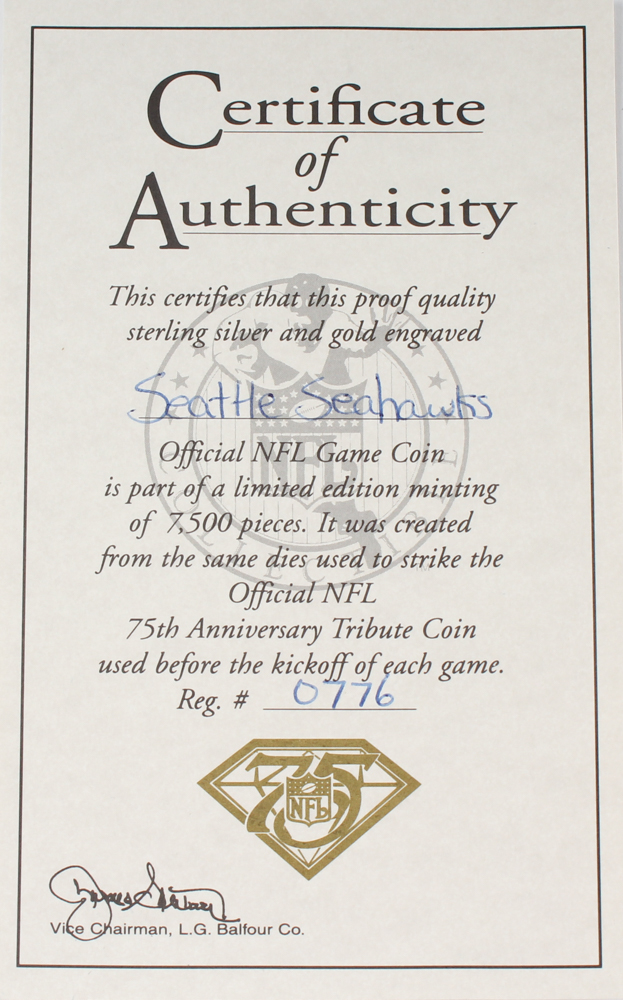 Certificate
of
Authenticity
This certifies that this proof quality
sterling silver and gold engraved
Seattle Seahawks
Official NFL Game Coin
is part of a limited edition minting
of 7,500 pieces. It was created
from the same dies used to strike the
Official NFL
75th Anniversary Tribute Coin
used before the kickoff of each game.
Reg. # 0776
75
NFL
Vice Chairman, L.G. Balfour Co.